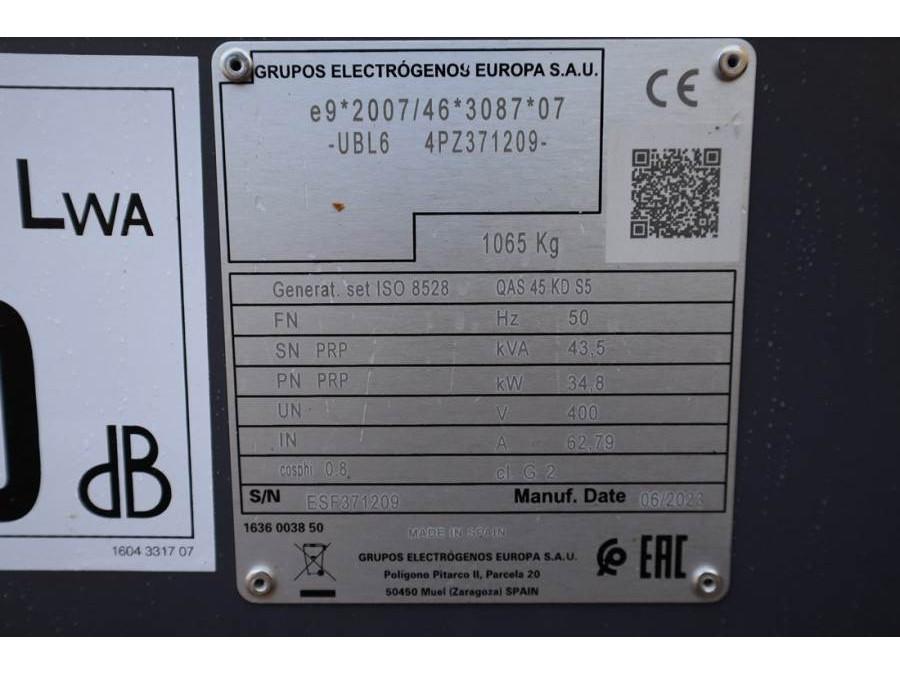 LWA
dB
1604 3317 07
GRUPOS ELECTRÓGENOS EUROPA S.A.U.
e9*2007/46*3087*07
-UBL6 4PZ371209-
CE
1065 Kg
Generat. set ISO 8528 QAS 45 KD S5
FN Hz 50
SN PRP kVA 43,5
PN PRP kW 34,8
UN V 400
IN A 62,79
cosphi 0.8 cl. G 2
S/N ESF371209 Manuf. Date 06/2023
1636 0038 50
MADE IN SPAIN
GRUPOS ELECTRÓGENOS EUROPA S.A.U.
Polígono Pitarco II, Parcela 20
50450 Muel (Zaragoza) SPAIN
EAC